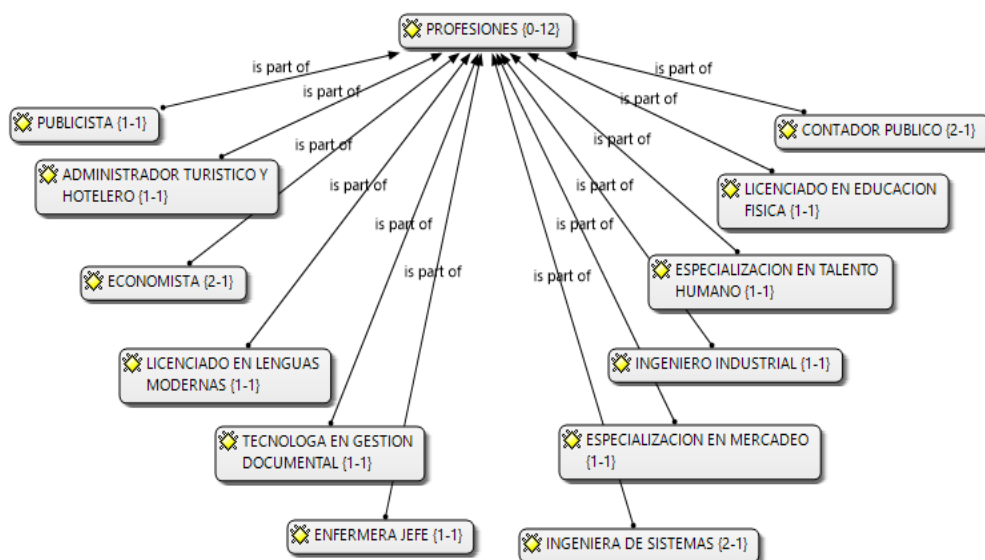 PROFESIONES {0-12}
is part of
is part of
is part of
is part of
is part of
is part of
is part of
is part of
is part of
is part of
is part of
PUBLICISTA {1-1}
CONTADOR PUBLICO {2-1}
ADMINISTRADOR TURISTICO Y
HOTELERO {1-1}
LICENCIADO EN EDUCACION
FISICA {1-1}
ECONOMISTA {2-1}
ESPECIALIZACION EN TALENTO
HUMANO {1-1}
LICENCIADO EN LENGUAS
MODERNAS {1-1}
INGENIERO INDUSTRIAL {1-1}
TECNOLOGA EN GESTION
DOCUMENTAL {1-1}
ESPECIALIZACION EN MERCADEO
{1-1}
ENFERMERA JEFE {1-1}
INGENIERA DE SISTEMAS {2-1}